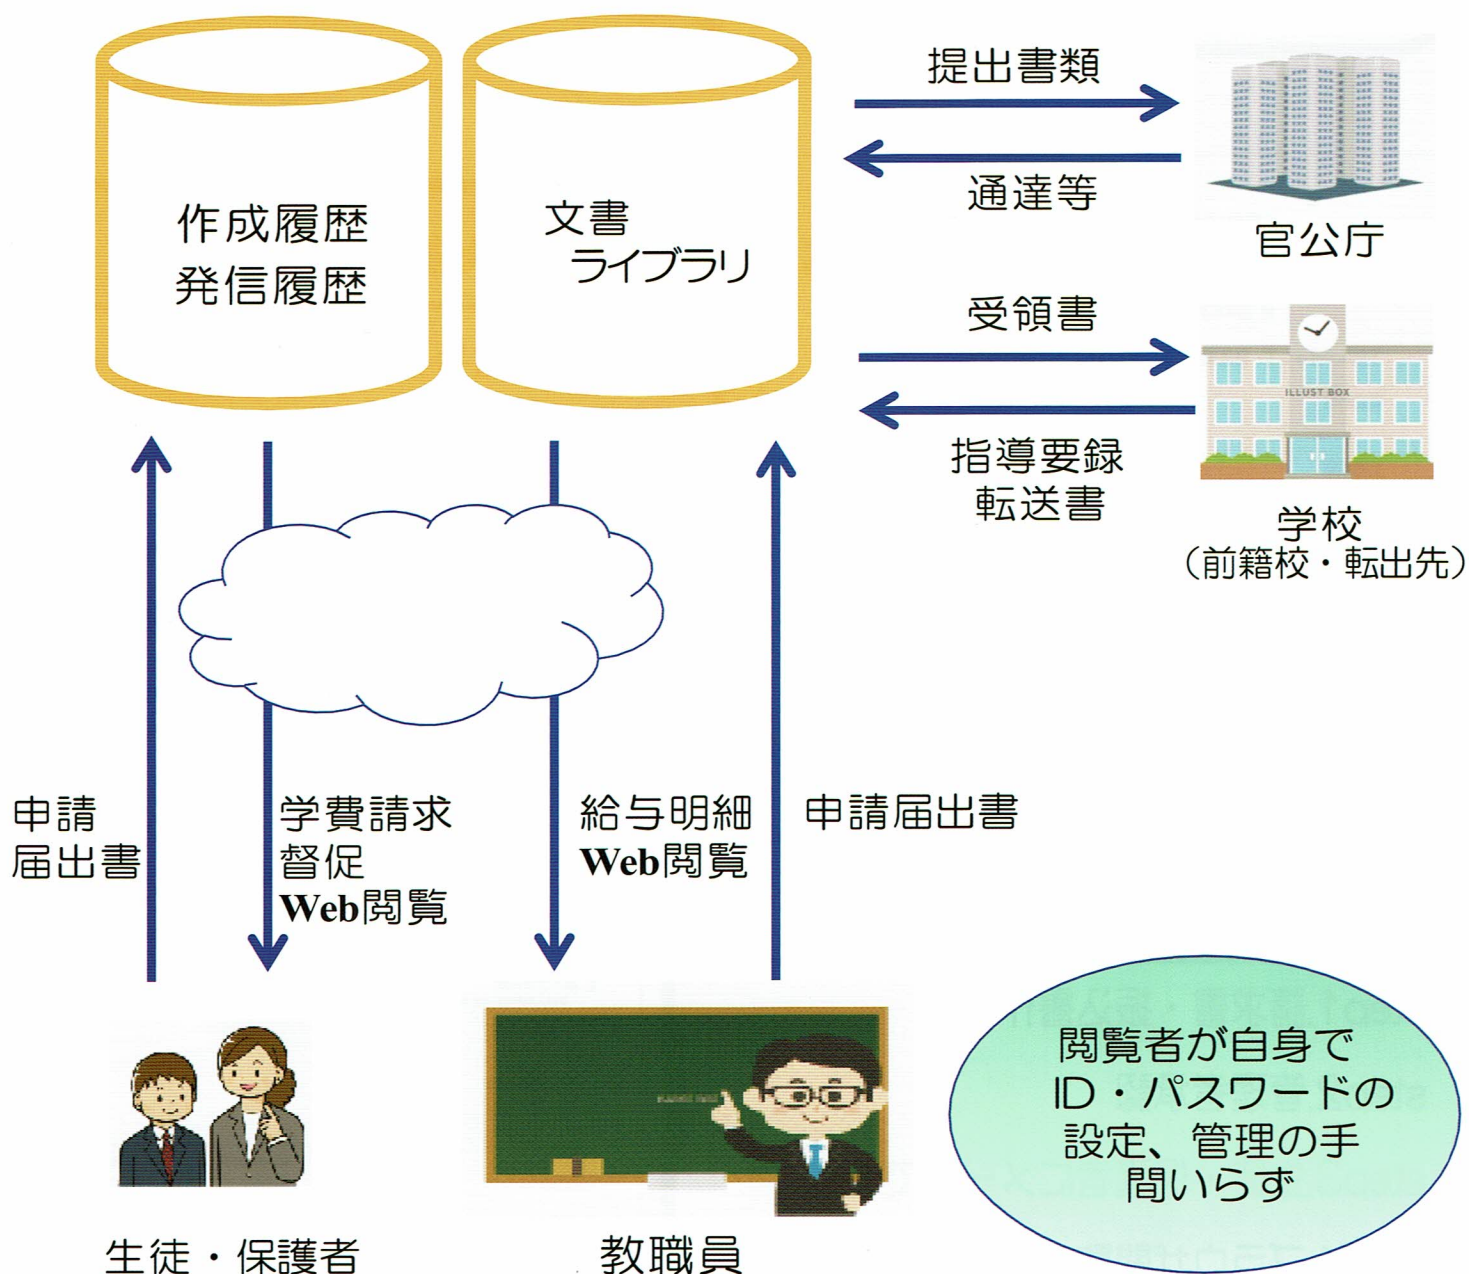 作成履歴
発信履歴
文書
ライブラリ
提出書類
通達等
官公庁
受領書
ILLUST BOX
指導要録
転送書
学校
（前籍校・転出先）
申請
届出書
学費請求
督促
Web閲覧
給与明細
Web閲覧
申請届出書
生徒・保護者
教職員
閲覧者が自身で
ID・パスワードの
設定、管理の手
間いらず